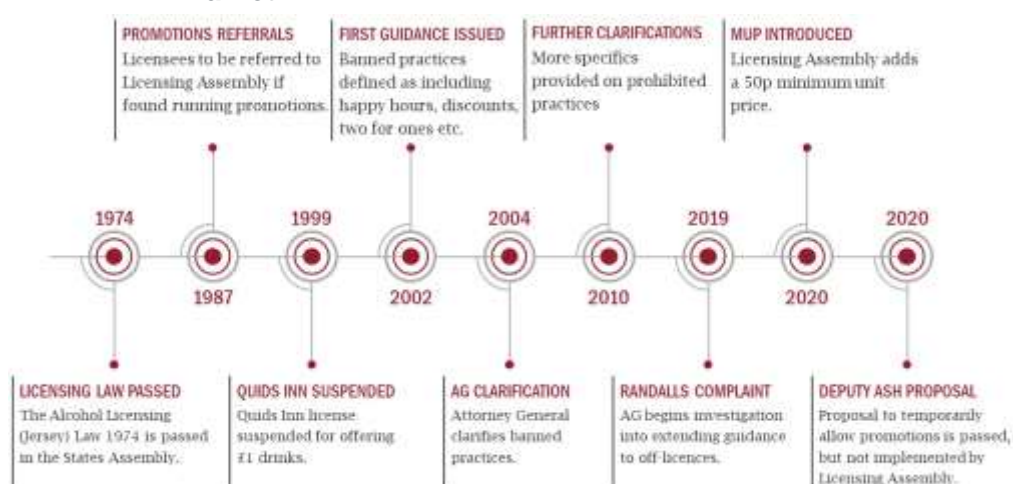 PROMOTIONS REFERRALS
Licensees to be referred to
Licensing Assembly if
found running promotions.
FIRST GUIDANCE ISSUED
Banned practices
defined as including
happy hours, discounts,
two for ones etc.
FURTHER CLARIFICATIONS
More specifics
provided on prohibited
practices
MUP INTRODUCED
Licensing Assembly adds
a 50p minimum unit
price.
1974
1999
2004
2019
2020
1987
2002
2010
2020
LICENSING LAW PASSED
The Alcohol Licensing
(Jersey) Law 1974 is passed
in the States Assembly.
QUIDS INN SUSPENDED
Quids Inn license
suspended for offering
£1 drinks.
AG CLARIFICATION
Attorney General
clarifies banned
practices.
RANDALLS COMPLAINT
AG begins investigation
into extending guidance
to off-licences.
DEPUTY ASH PROPOSAL
Proposal to temporarily
allow promotions is passed,
but not implemented by
Licensing Assembly.